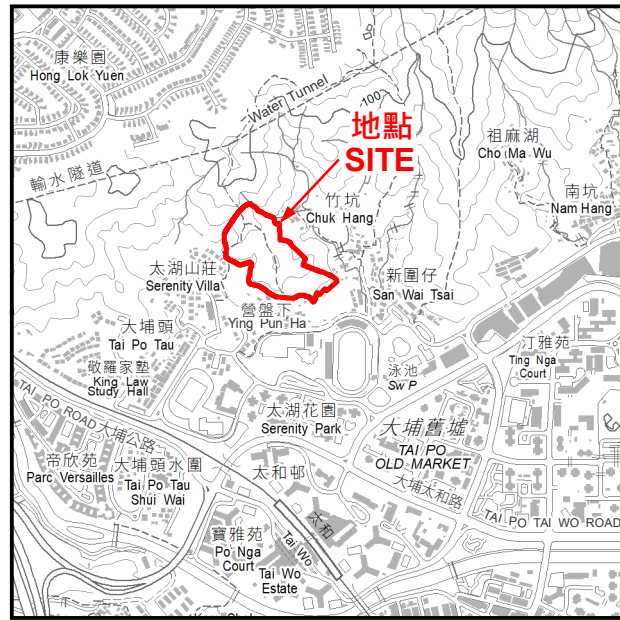 康樂園
Hong Lok Yuen
Water Tunnel
100
輸水隧道
地點
SITE
祖麻湖
Cho Ma Wu
竹坑
Chuk Hang
南坑
Nam Hang
太湖山莊
Serenity Villa
新圍仔
San Wai Tsai
營盤下
Ying Pun Ha
大埔頭
Tai Po Tau
敬羅家塾
King Law
Study Hall
泳池
Sw P
汀雅苑
Ting Nga
Court
TAI PO ROAD 大埔公路
太湖花園
Serenity Park
大埔舊墟
TAI PO
OLD MARKET
帝欣苑
Parc Versailles
大埔頭水圍
Tai Po Tau
Shui Wai
太和邨
大埔太和路
TAI PO TAI WO ROAD
寶雅苑
Po Nga
Court
太和
Tai Wo
Tai Wo
Estate